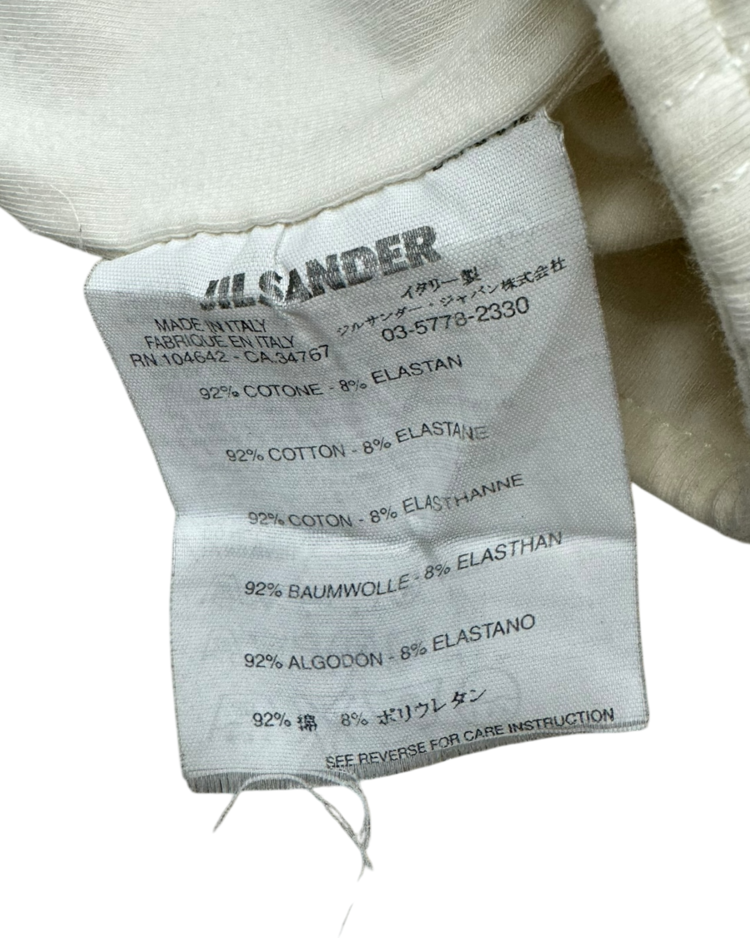 JIL SANDER
MADE IN ITALY
FABRIQUE EN ITALY
RN.104642 - CA.34767
イタリー製
ジルサンダー・ジャパン株式会社
03-5778-2330
92% COTONE - 8% ELASTAN
92% COTTON - 8% ELASTANE
92% COTON - 8% ELASTHANNE
92% BAUMWOLLE - 8% ELASTHAN
92% ALGODÓN - 8% ELASTANO
92% 綿 8% ポリウレタン
SEE REVERSE FOR CARE INSTRUCTION